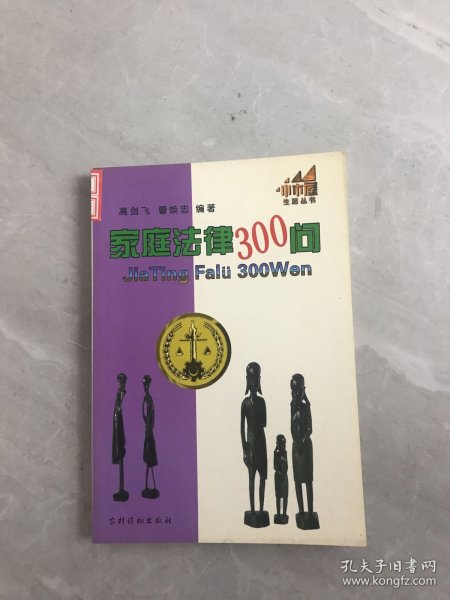 小木屋
生活丛书
高剑飞 曹焕忠 编著
家庭法律300问
JiaTing Falü 300Wen
农村读物出版社
孔夫子旧书网
www.kongfz.com